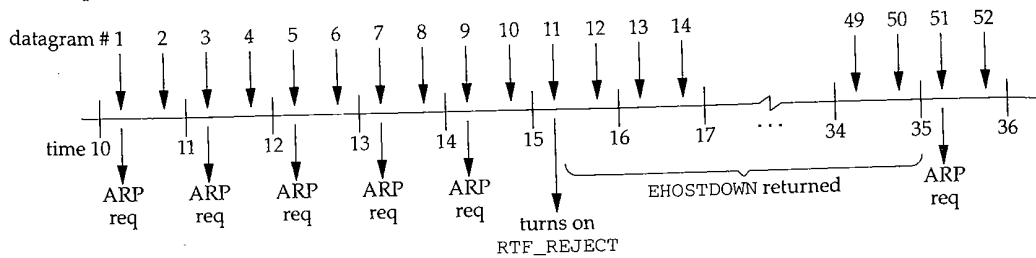 datagram # 1 2 3 4 5 6 7 8 9 10 11 12 13 14 49 50 51 52
time 10 11 12 13 14 15 16 17 ... 34 35 36
ARP req ARP req ARP req ARP req ARP req
EHOSTDOWN returned
ARP req
turns on
RTF_REJECT